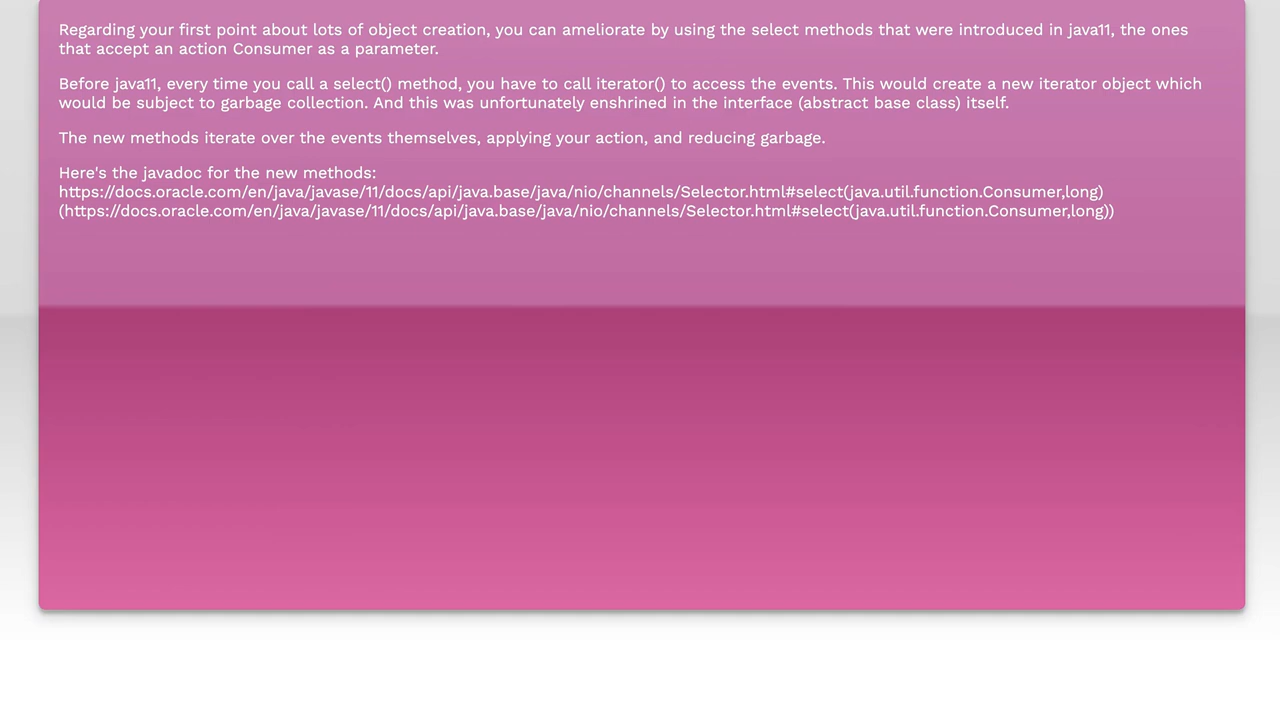 Regarding your first point about lots of object creation, you can ameliorate by using the select methods that were introduced in java11, the ones
that accept an action Consumer as a parameter.
Before java11, every time you call a select() method, you have to call iterator() to access the events. This would create a new iterator object which
would be subject to garbage collection. And this was unfortunately enshrined in the interface (abstract base class) itself.
The new methods iterate over the events themselves, applying your action, and reducing garbage.
Here's the javadoc for the new methods:
https://docs.oracle.com/en/java/javase/11/docs/api/java.base/java/nio/channels/Selector.html#select(java.util.function.Consumer,long)
(https://docs.oracle.com/en/java/javase/11/docs/api/java.base/java/nio/channels/Selector.html#select(java.util.function.Consumer,long))